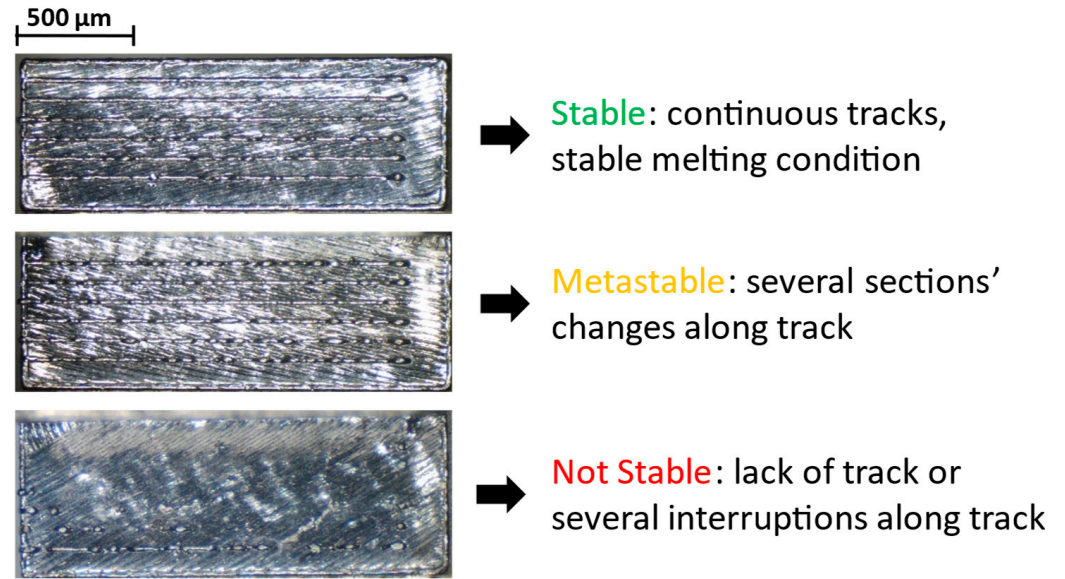 500 µm
Stable: continuous tracks,
stable melting condition
Metastable: several sections’
changes along track
Not Stable: lack of track or
several interruptions along track